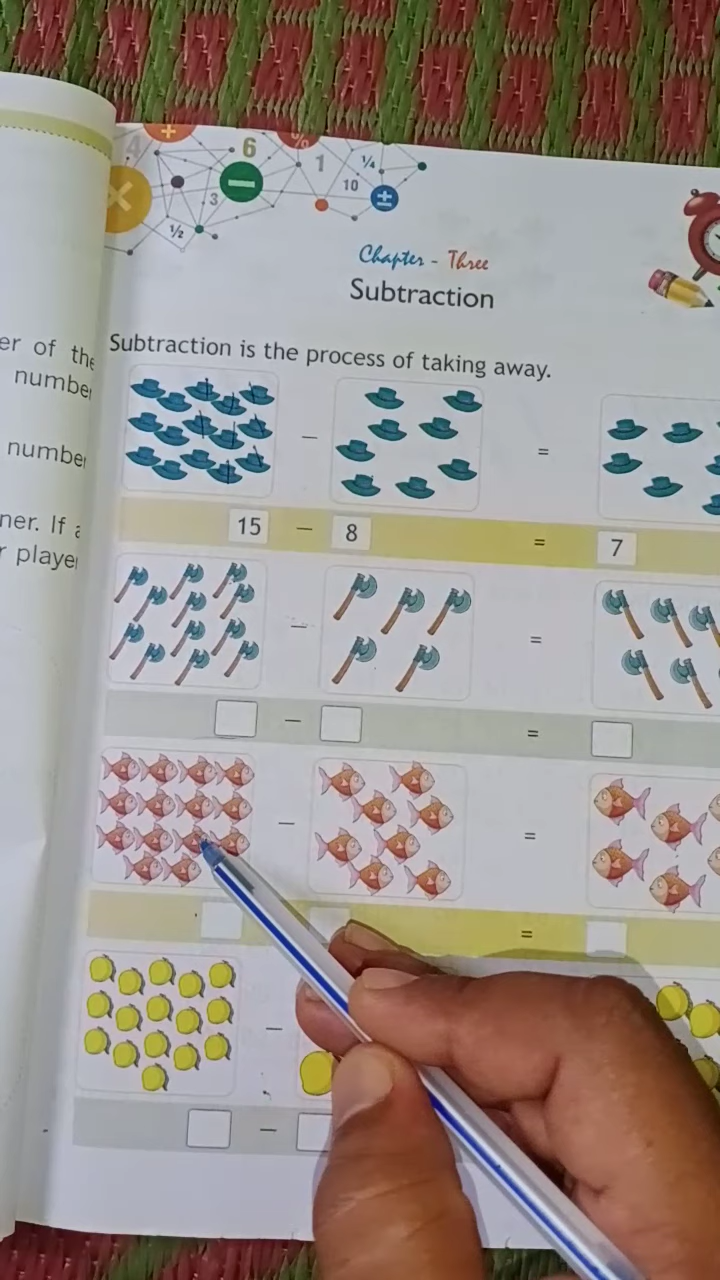 4 + 6 % 1 ¼
× − 3 10 ±
½
Chapter - Three
Subtraction
er of the
number
number
ner. If a
r player
Subtraction is the process of taking away.
− =
15 − 8 = 7
− =
− =
− =
=
−
−